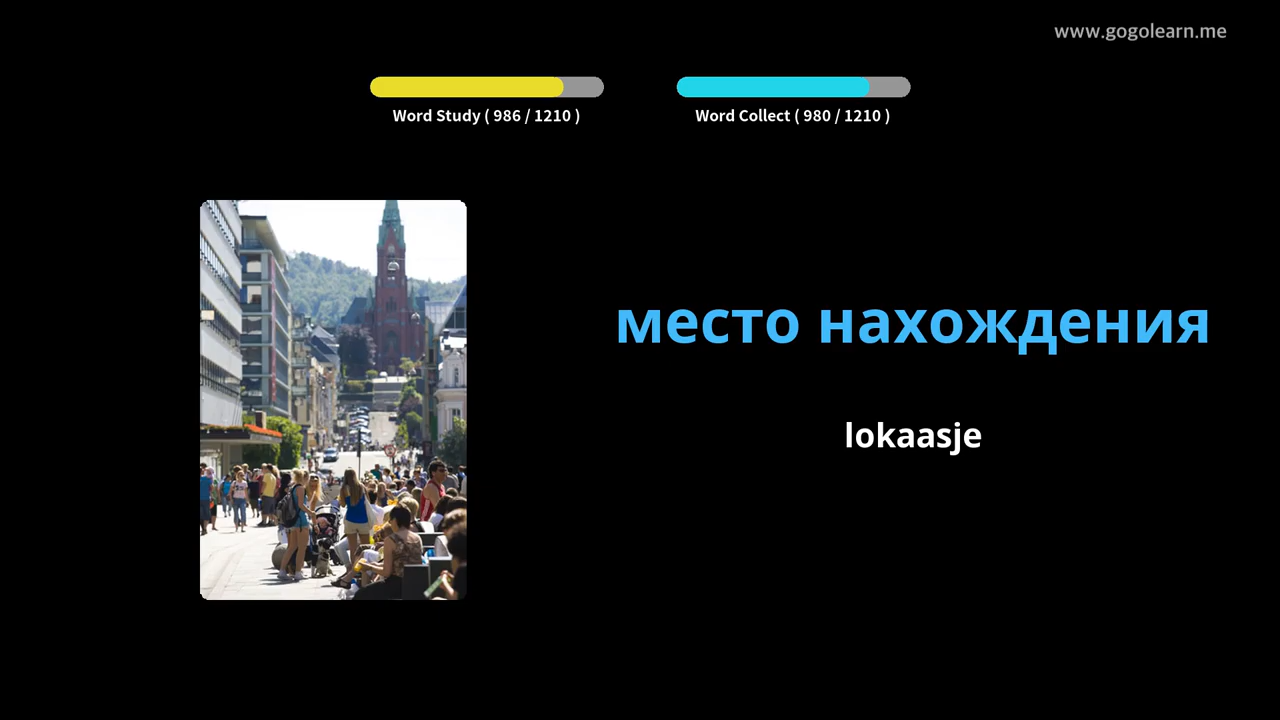 www.gogolearn.me
Word Study ( 986 / 1210 )
Word Collect ( 980 / 1210 )
место нахождения
lokaasje